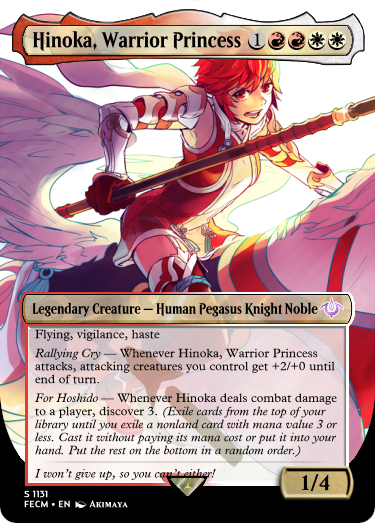 Hinoka, Warrior Princess 1
Legendary Creature — Human Pegasus Knight Noble
Flying, vigilance, haste
Rallying Cry — Whenever Hinoka, Warrior Princess
attacks, attacking creatures you control get +2/+0 until
end of turn.
For Hoshido — Whenever Hinoka deals combat damage
to a player, discover 3. (Exile cards from the top of your
library until you exile a nonland card with mana value 3 or
less. Cast it without paying its mana cost or put it into your
hand. Put the rest on the bottom in a random order.)
I won't give up, so you can't either!
1/4
S 1131
FECM • EN Akimaya